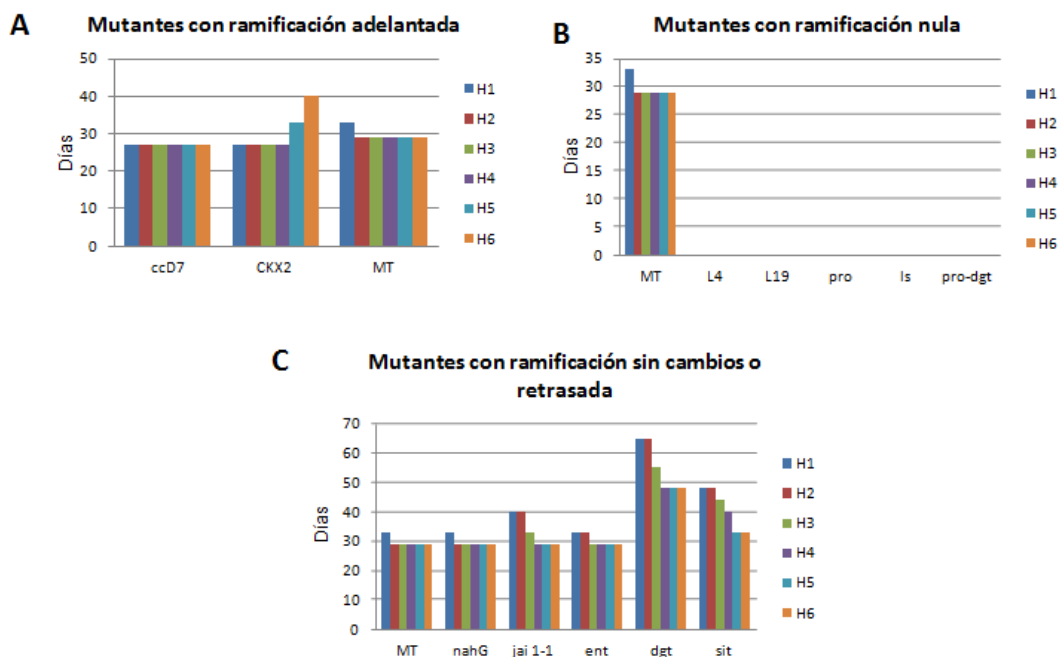 A
Mutantes con ramificación adelantada
Días
50
40
30
20
10
0
ccD7
CKX2
MT
H1
H2
H3
H4
H5
H6
B
Mutantes con ramificación nula
Días
35
30
25
20
15
10
5
0
MT
L4
L19
pro
ls
pro-dgt
H1
H2
H3
H4
H5
H6
C
Mutantes con ramificación sin cambios o
retrasada
Días
70
60
50
40
30
20
10
0
MT
nahG
jai 1-1
ent
dgt
sit
H1
H2
H3
H4
H5
H6